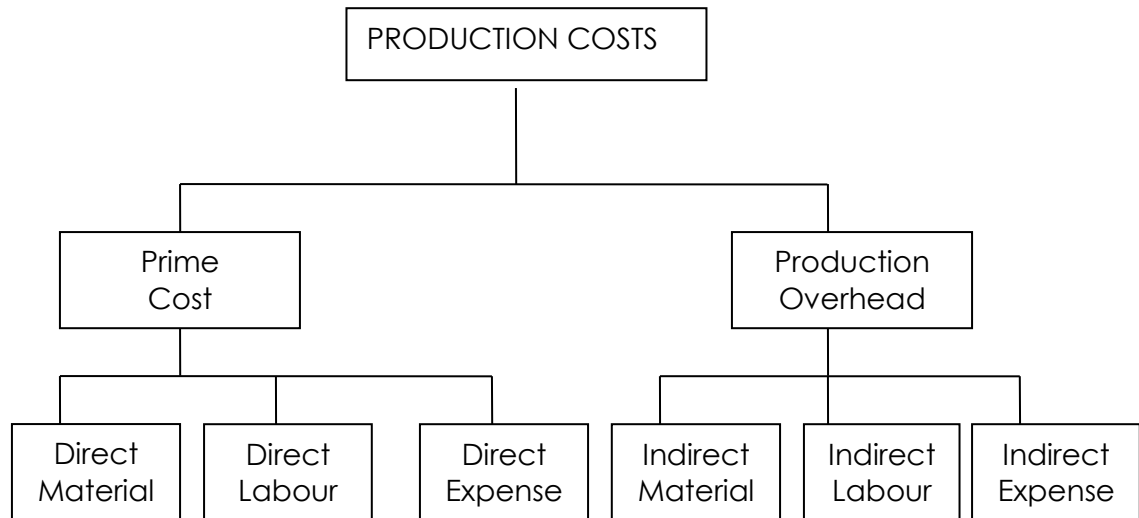 PRODUCTION COSTS
Prime
Cost
Production
Overhead
Direct
Material
Direct
Labour
Direct
Expense
Indirect
Material
Indirect
Labour
Indirect
Expense